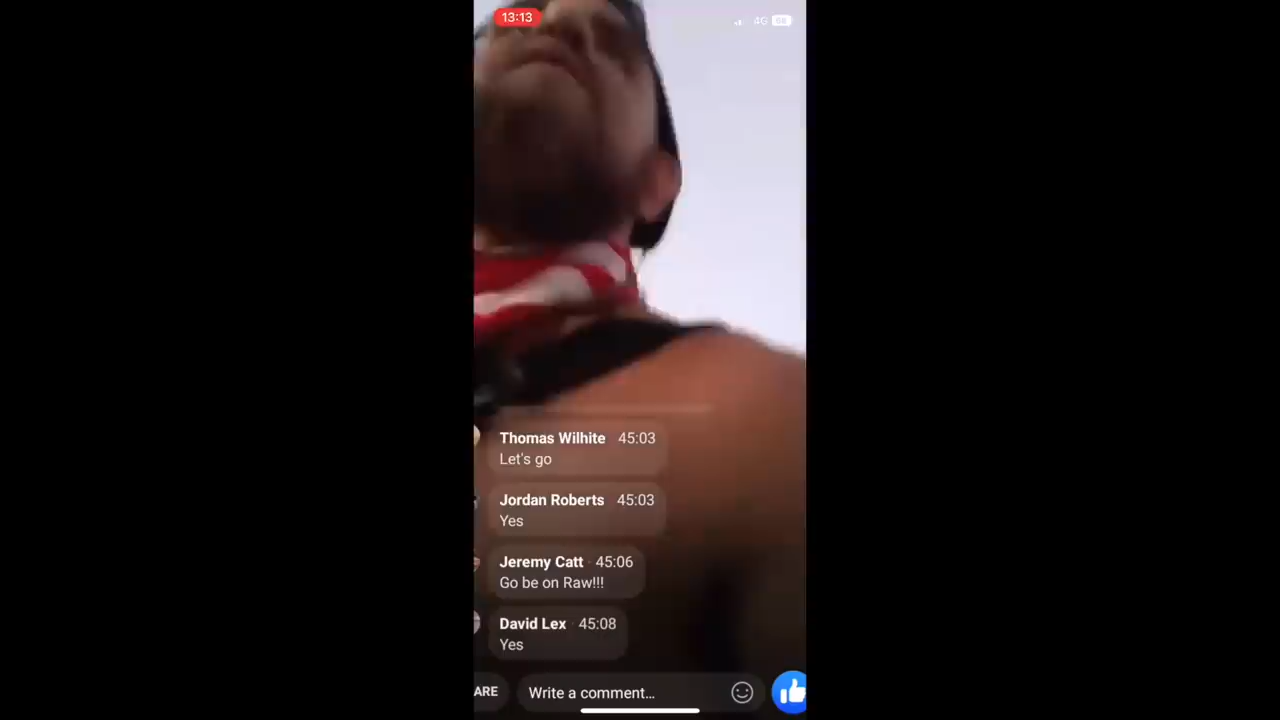 13:13
4G
Thomas Wilhite 45:03
Let's go
Jordan Roberts 45:03
Yes
Jeremy Catt · 45:06
Go be on Raw!!!
David Lex · 45:08
Yes
ARE
Write a comment…